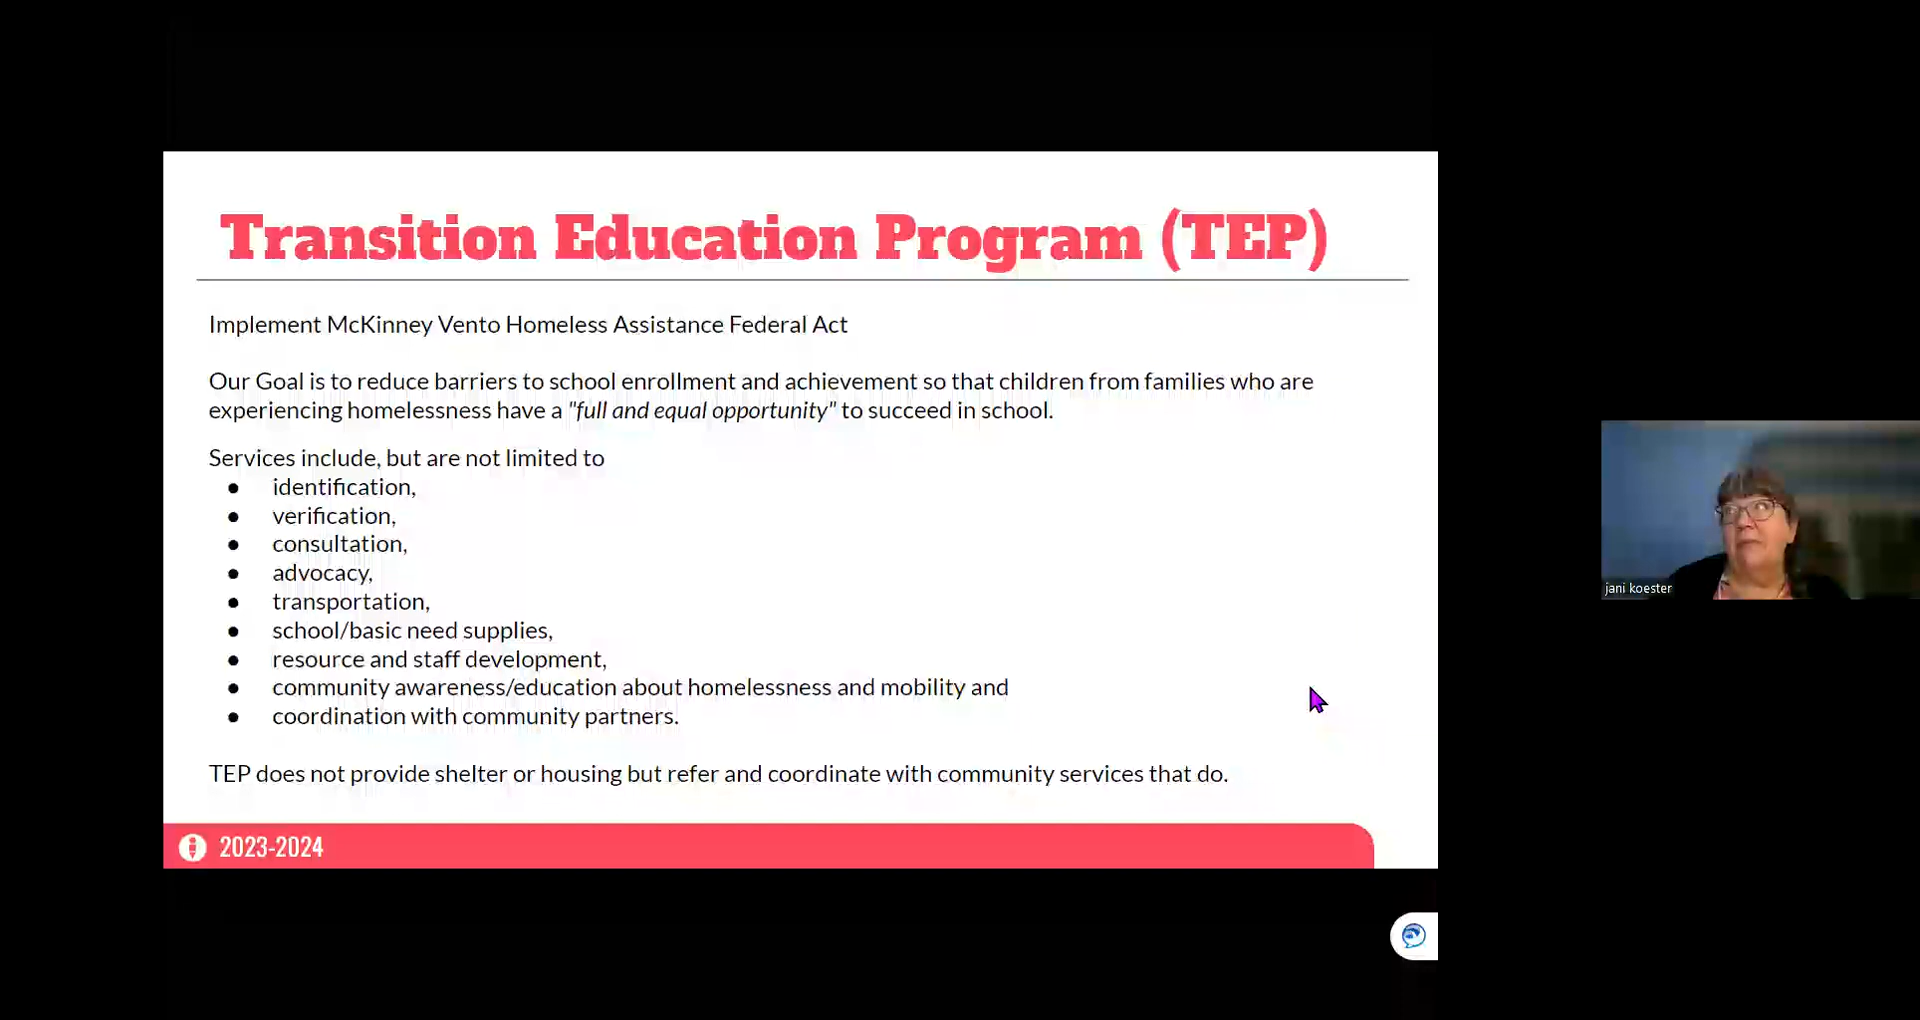 Transition Education Program (TEP)
Implement McKinney Vento Homeless Assistance Federal Act
Our Goal is to reduce barriers to school enrollment and achievement so that children from families who are
experiencing homelessness have a "full and equal opportunity" to succeed in school.
Services include, but are not limited to
● identification,
● verification,
● consultation,
● advocacy,
● transportation,
● school/basic need supplies,
● resource and staff development,
● community awareness/education about homelessness and mobility and
● coordination with community partners.
TEP does not provide shelter or housing but refer and coordinate with community services that do.
2023-2024
jani koester